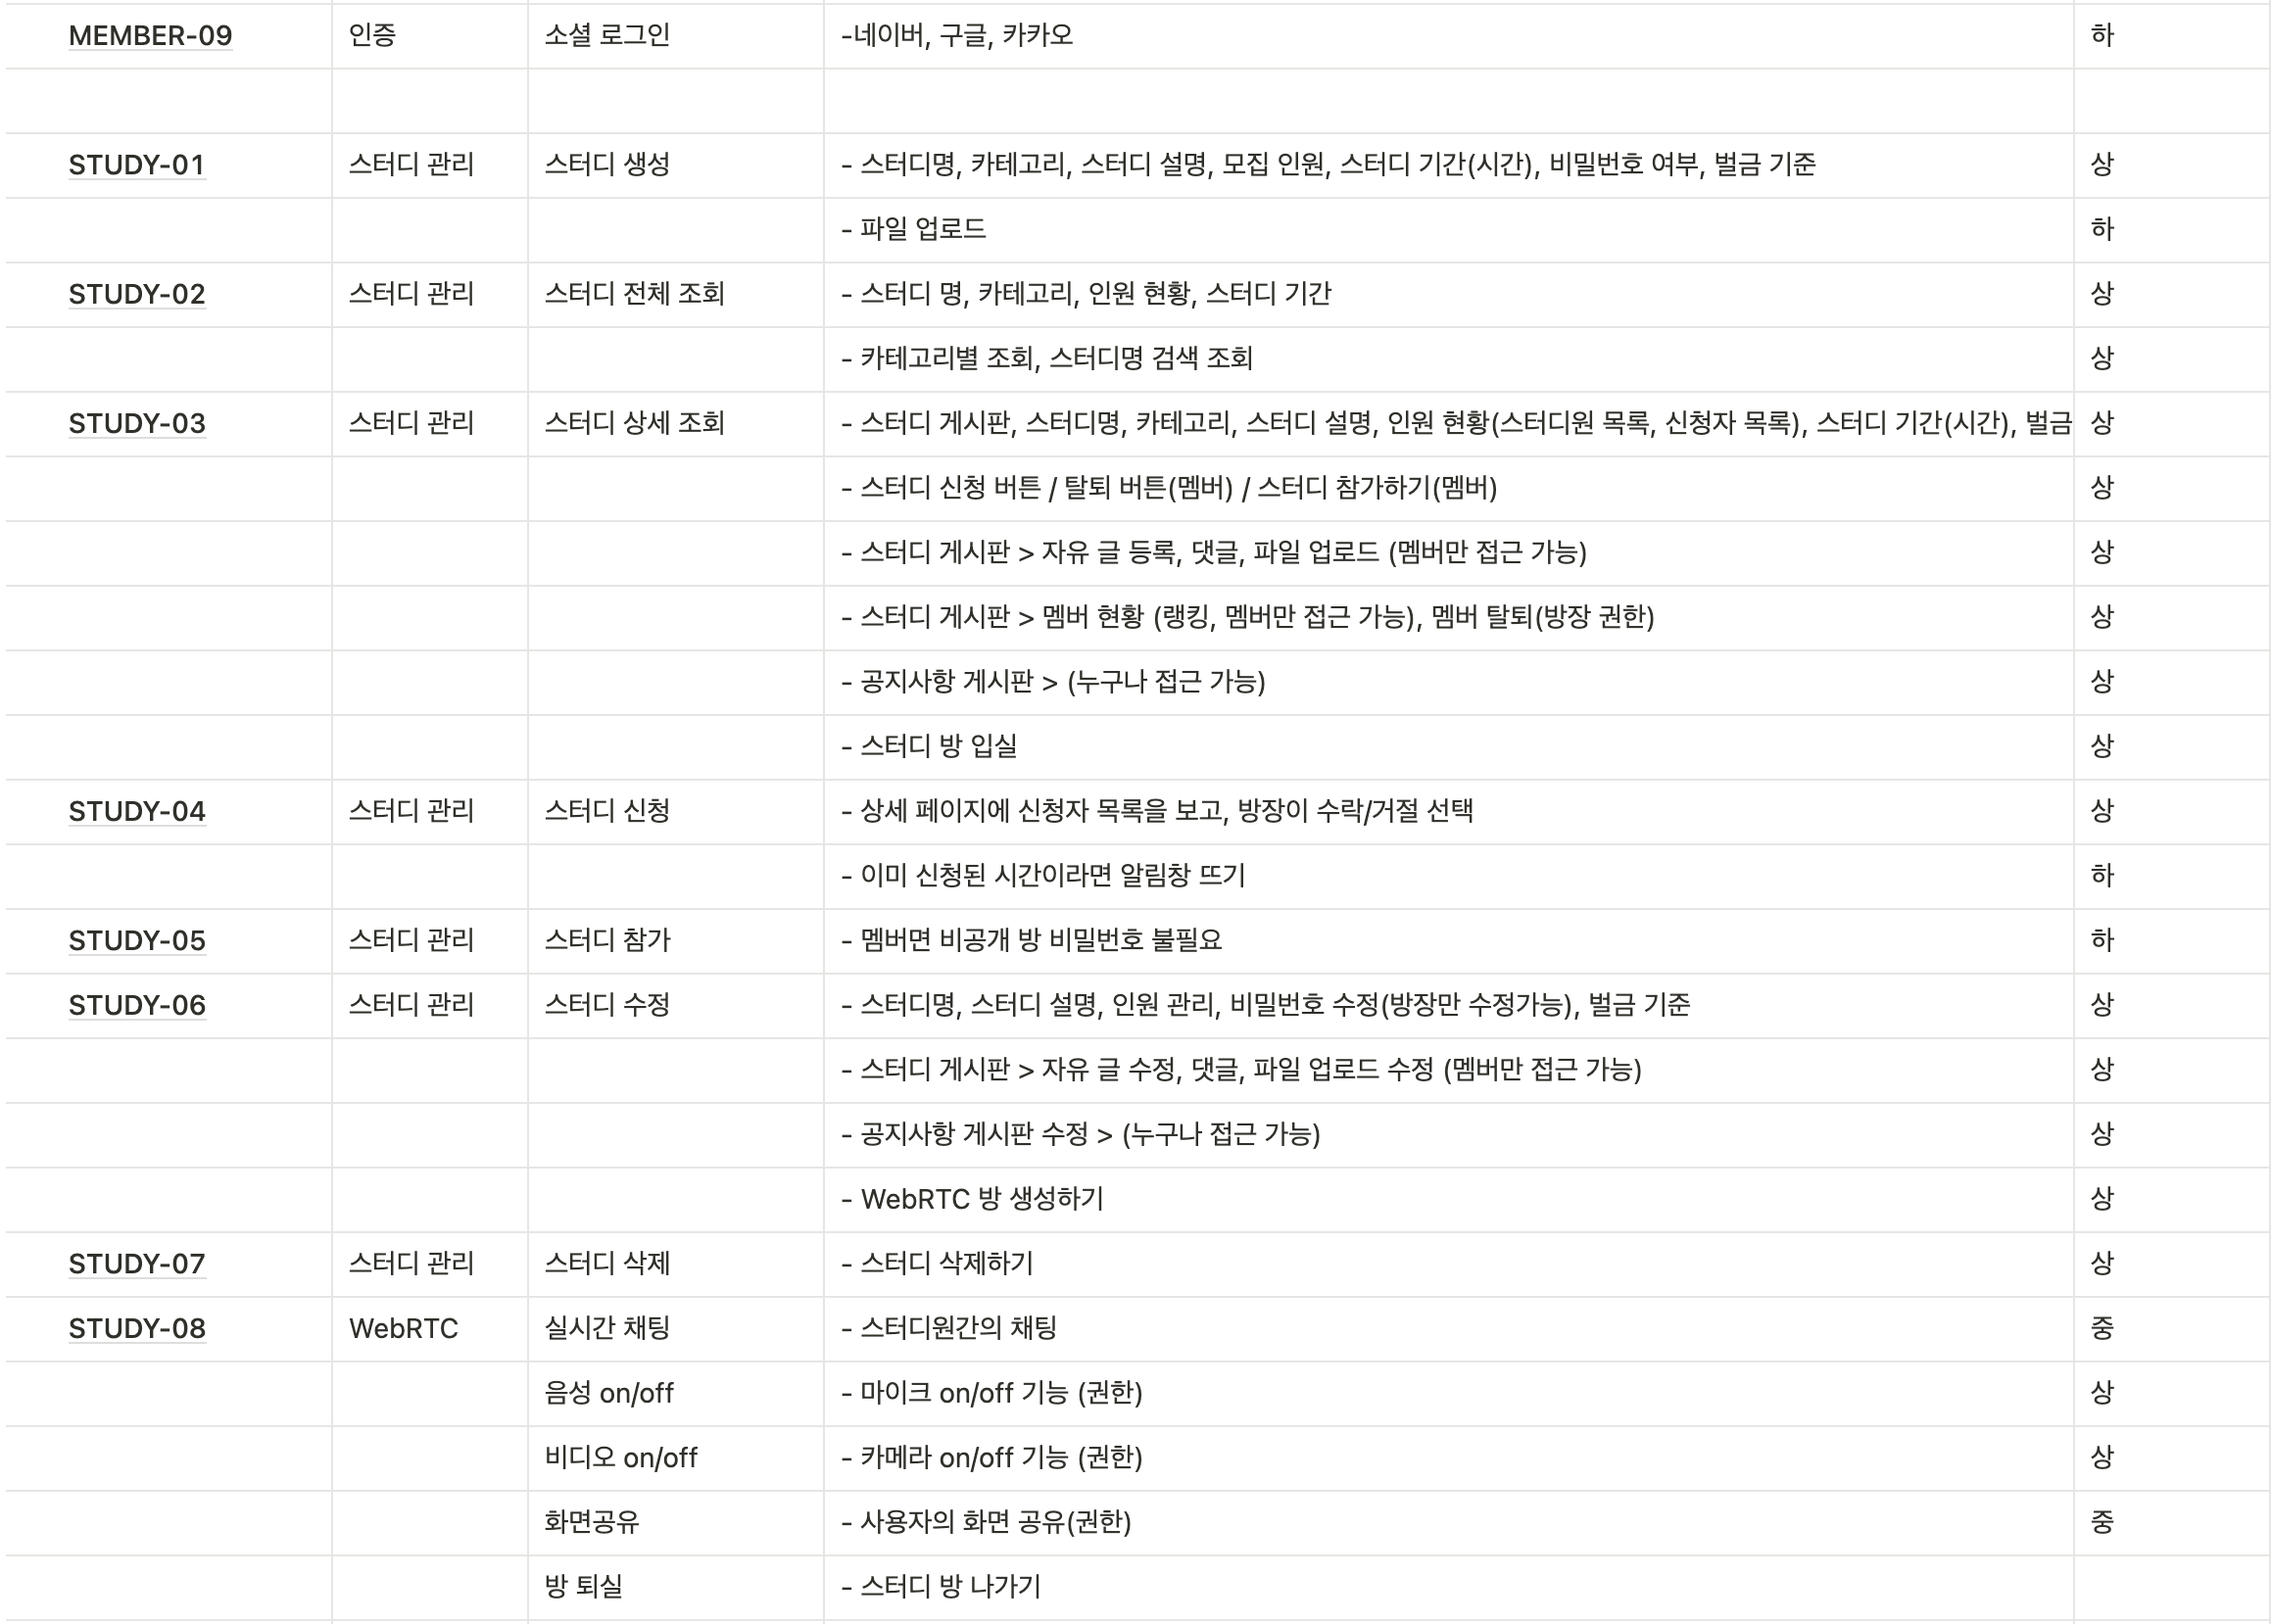 MEMBER-09 인증 소셜 로그인 -네이버, 구글, 카카오 하
STUDY-01 스터디 관리 스터디 생성 - 스터디명, 카테고리, 스터디 설명, 모집 인원, 스터디 기간(시간), 비밀번호 여부, 벌금 기준 상
- 파일 업로드 하
STUDY-02 스터디 관리 스터디 전체 조회 - 스터디 명, 카테고리, 인원 현황, 스터디 기간 상
- 카테고리별 조회, 스터디명 검색 조회 상
STUDY-03 스터디 관리 스터디 상세 조회 - 스터디 게시판, 스터디명, 카테고리, 스터디 설명, 인원 현황(스터디원 목록, 신청자 목록), 스터디 기간(시간), 벌금 상
- 스터디 신청 버튼 / 탈퇴 버튼(멤버) / 스터디 참가하기(멤버) 상
- 스터디 게시판 > 자유 글 등록, 댓글, 파일 업로드 (멤버만 접근 가능) 상
- 스터디 게시판 > 멤버 현황 (랭킹, 멤버만 접근 가능), 멤버 탈퇴(방장 권한) 상
- 공지사항 게시판 > (누구나 접근 가능) 상
- 스터디 방 입실 상
STUDY-04 스터디 관리 스터디 신청 - 상세 페이지에 신청자 목록을 보고, 방장이 수락/거절 선택 상
- 이미 신청된 시간이라면 알림창 뜨기 하
STUDY-05 스터디 관리 스터디 참가 - 멤버면 비공개 방 비밀번호 불필요 하
STUDY-06 스터디 관리 스터디 수정 - 스터디명, 스터디 설명, 인원 관리, 비밀번호 수정(방장만 수정가능), 벌금 기준 상
- 스터디 게시판 > 자유 글 수정, 댓글, 파일 업로드 수정 (멤버만 접근 가능) 상
- 공지사항 게시판 수정 > (누구나 접근 가능) 상
- WebRTC 방 생성하기 상
STUDY-07 스터디 관리 스터디 삭제 - 스터디 삭제하기 상
STUDY-08 WebRTC 실시간 채팅 - 스터디원간의 채팅 중
음성 on/off - 마이크 on/off 기능 (권한) 상
비디오 on/off - 카메라 on/off 기능 (권한) 상
화면공유 - 사용자의 화면 공유(권한) 중
방 퇴실 - 스터디 방 나가기